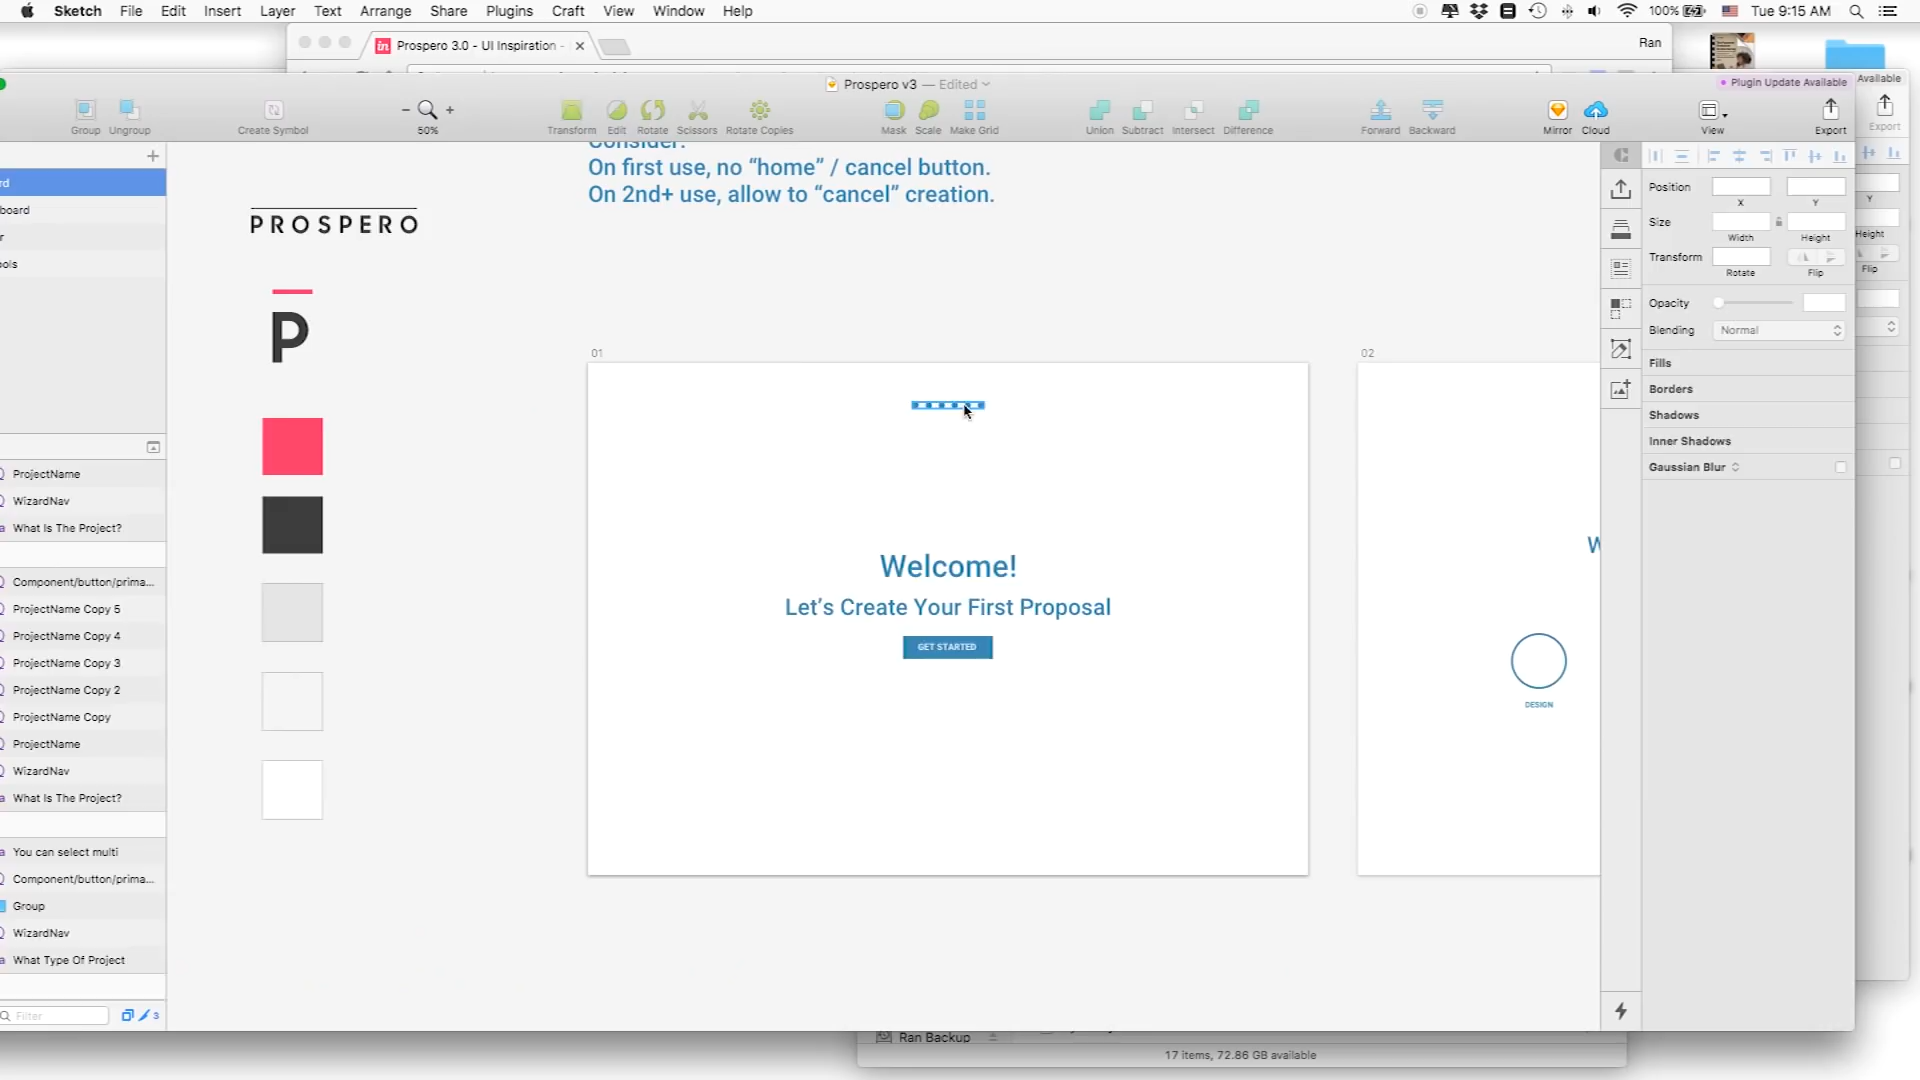 Sketch File Edit Insert Layer Text Arrange Share Plugins Craft View Window Help
100% Tue 9:15 AM
in Prospero 3.0 - UI Inspiration -
Ran
Prospero v3 — Edited
Plugin Update Available
Available
Group Ungroup Create Symbol 50% Transform Edit Rotate Scissors Rotate Copies Mask Scale Make Grid Union Subtract Intersect Difference Forward Backward Mirror Cloud View Export
Export
rd
board
r
ools
ProjectName
WizardNav
What Is The Project?
Component/button/prima...
ProjectName Copy 5
ProjectName Copy 4
ProjectName Copy 3
ProjectName Copy 2
ProjectName Copy
ProjectName
WizardNav
What Is The Project?
You can select multi
Component/button/prima...
Group
WizardNav
What Type Of Project
Filter
3
PROSPERO
P
Consider:
On first use, no “home” / cancel button.
On 2nd+ use, allow to “cancel” creation.
01
Welcome!
Let’s Create Your First Proposal
GET STARTED
02
W
DESIGN
Position
X Y
Size
Width Height
Transform
Rotate Flip
Opacity
Blending Normal
Fills
Borders
Shadows
Inner Shadows
Gaussian Blur
Y
Height
Flip
Ran Backup
17 items, 72.86 GB available